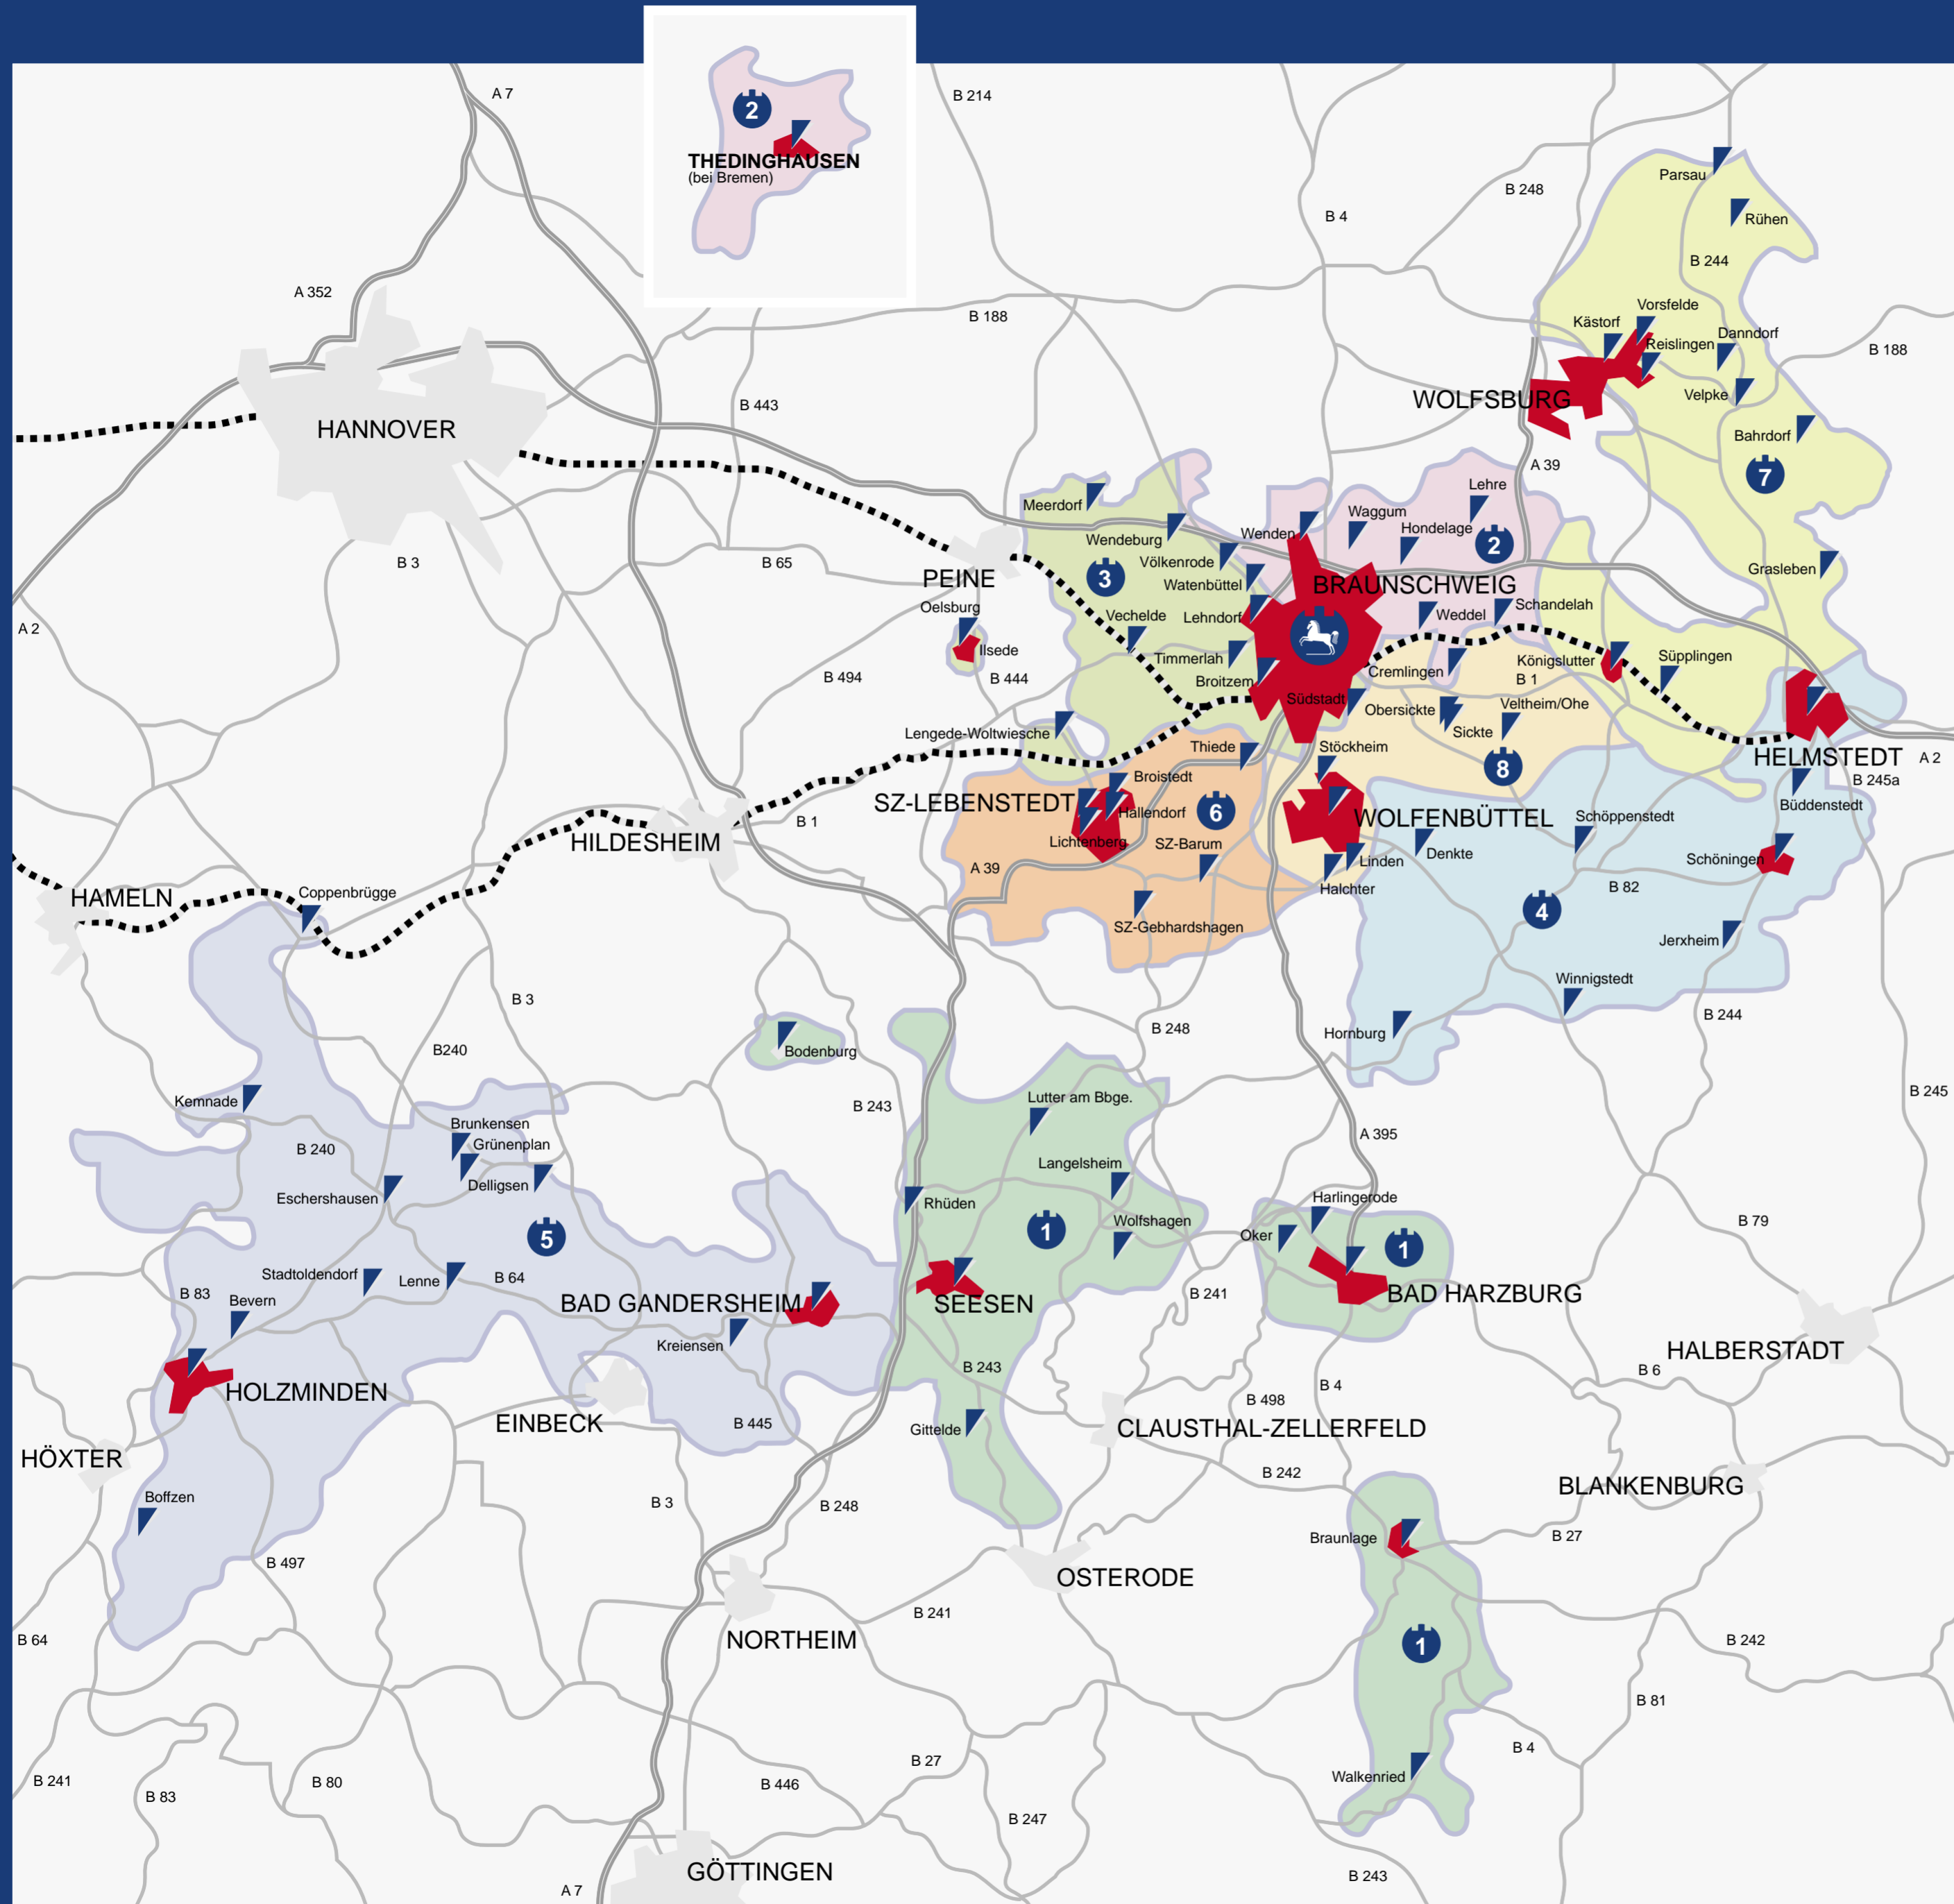 A 7
B 214
2
THEDINGHAUSEN
(bei Bremen)
B 248
B 4
Parsau
Rühen
B 244
A 352
B 188
Vorsfelde
Kästorf
Danndorf
Reislingen
B 188
WOLFSBURG
Velpke
B 443
HANNOVER
Bahrdorf
A 39
7
Meerdorf
Lehre
Waggum
Hondelage
Wenden
Wendeburg
2
B 3
B 65
Völkenrode
Grasleben
PEINE
3
Watenbüttel
BRAUNSCHWEIG
Oelsburg
Vechelde
Lehndorf
Weddel
Schandelah
A 2
Ilsede
Timmerlah
Königslutter
Süpplingen
B 494
B 444
Broitzem
Cremlingen
B 1
Südstadt
Obersickte
Veltheim/Ohe
Lengede-Woltwiesche
Sickte
Thiede
Stöckheim
HELMSTEDT
A 2
8
Broistedt
B 245a
SZ-LEBENSTEDT
Hallendorf
6
WOLFENBÜTTEL
Büddenstedt
B 1
Schöppenstedt
HILDESHEIM
Lichtenberg
SZ-Barum
Denkte
Linden
Schöningen
A 39
Halchter
B 82
HAMELN
Coppenbrügge
4
SZ-Gebhardshagen
Jerxheim
Winnigstedt
B 3
B 248
Hornburg
B 244
B240
Bodenburg
Kemnade
B 243
Lutter am Bbge.
B 245
Brunkensen
Grünenplan
B 240
A 395
Langelsheim
Delligsen
Eschershausen
Rhüden
Harlingerode
5
1
Wolfshagen
Oker
1
B 79
Stadtoldendorf
Lenne
B 64
B 83
Bevern
BAD GANDERSHEIM
SEESEN
B 241
BAD HARZBURG
Kreiensen
HALBERSTADT
B 243
B 6
HOLZMINDEN
B 498
B 4
EINBECK
B 445
Gittelde
CLAUSTHAL-ZELLERFELD
HÖXTER
B 242
BLANKENBURG
Boffzen
B 3
B 248
Braunlage
B 27
B 497
OSTERODE
B 241
B 64
NORTHEIM
1
B 242
B 81
B 4
B 27
B 241
B 83
B 80
B 446
Walkenried
B 247
GÖTTINGEN
B 243
A 7